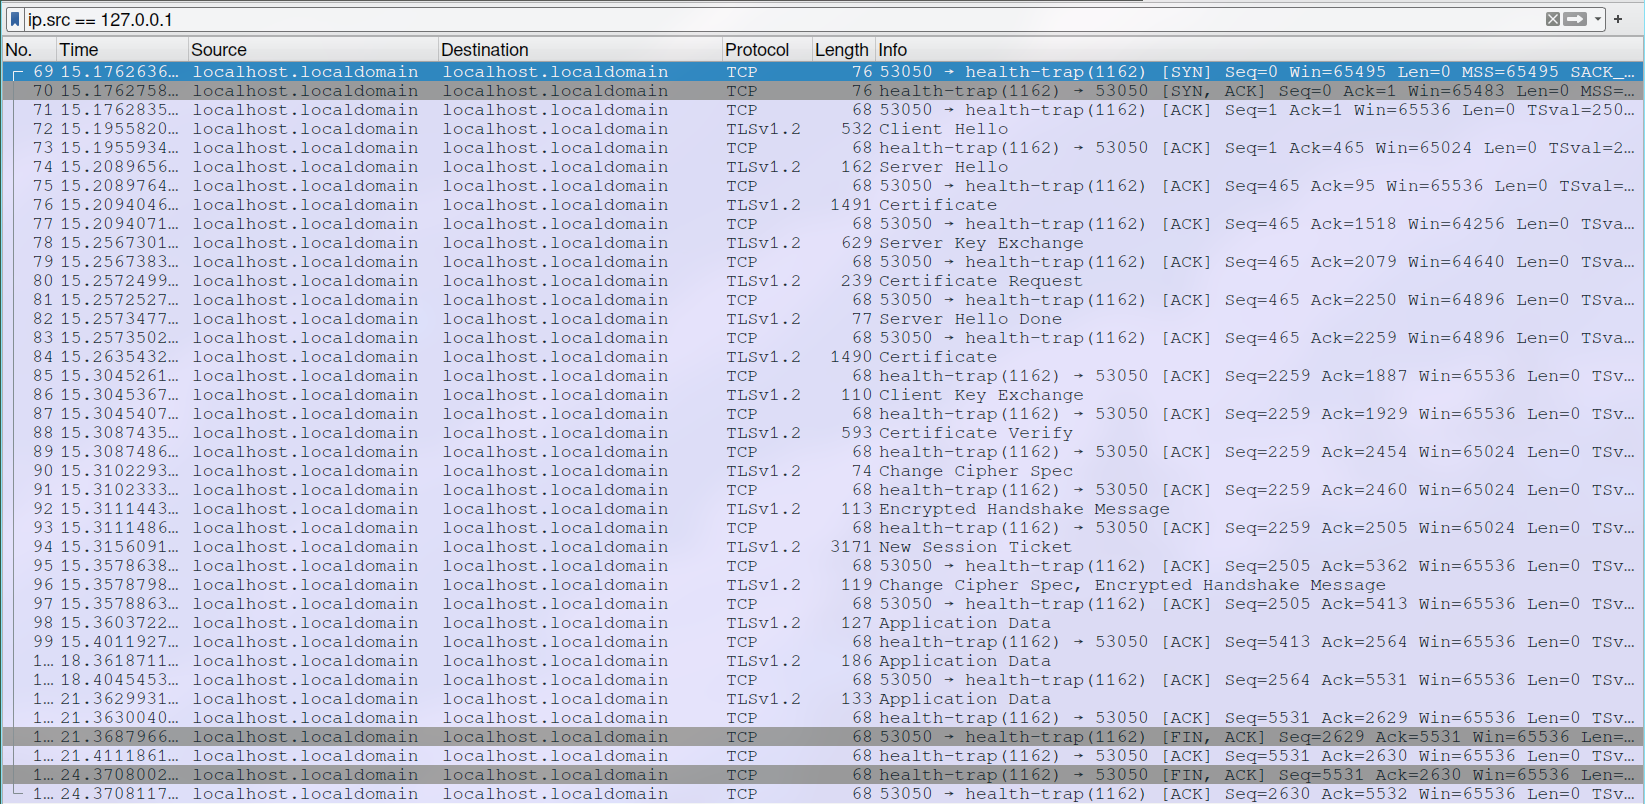 ip.src == 127.0.0.1
No. Time Source Destination Protocol Length Info
69 15.1762636… localhost.localdomain localhost.localdomain TCP 76 53050 → health-trap(1162) [SYN] Seq=0 Win=65495 Len=0 MSS=65495 SACK_…
70 15.1762758… localhost.localdomain localhost.localdomain TCP 76 health-trap(1162) → 53050 [SYN, ACK] Seq=0 Ack=1 Win=65483 Len=0 MSS=…
71 15.1762835… localhost.localdomain localhost.localdomain TCP 68 53050 → health-trap(1162) [ACK] Seq=1 Ack=1 Win=65536 Len=0 TSval=250…
72 15.1955820… localhost.localdomain localhost.localdomain TLSv1.2 532 Client Hello
73 15.1955934… localhost.localdomain localhost.localdomain TCP 68 health-trap(1162) → 53050 [ACK] Seq=1 Ack=465 Win=65024 Len=0 TSval=2…
74 15.2089656… localhost.localdomain localhost.localdomain TLSv1.2 162 Server Hello
75 15.2089764… localhost.localdomain localhost.localdomain TCP 68 53050 → health-trap(1162) [ACK] Seq=465 Ack=95 Win=65536 Len=0 TSval=…
76 15.2094046… localhost.localdomain localhost.localdomain TLSv1.2 1491 Certificate
77 15.2094071… localhost.localdomain localhost.localdomain TCP 68 53050 → health-trap(1162) [ACK] Seq=465 Ack=1518 Win=64256 Len=0 TSva…
78 15.2567301… localhost.localdomain localhost.localdomain TLSv1.2 629 Server Key Exchange
79 15.2567383… localhost.localdomain localhost.localdomain TCP 68 53050 → health-trap(1162) [ACK] Seq=465 Ack=2079 Win=64640 Len=0 TSva…
80 15.2572499… localhost.localdomain localhost.localdomain TLSv1.2 239 Certificate Request
81 15.2572527… localhost.localdomain localhost.localdomain TCP 68 53050 → health-trap(1162) [ACK] Seq=465 Ack=2250 Win=64896 Len=0 TSva…
82 15.2573477… localhost.localdomain localhost.localdomain TLSv1.2 77 Server Hello Done
83 15.2573502… localhost.localdomain localhost.localdomain TCP 68 53050 → health-trap(1162) [ACK] Seq=465 Ack=2259 Win=64896 Len=0 TSva…
84 15.2635432… localhost.localdomain localhost.localdomain TLSv1.2 1490 Certificate
85 15.3045261… localhost.localdomain localhost.localdomain TCP 68 health-trap(1162) → 53050 [ACK] Seq=2259 Ack=1887 Win=65536 Len=0 TSv…
86 15.3045367… localhost.localdomain localhost.localdomain TLSv1.2 110 Client Key Exchange
87 15.3045407… localhost.localdomain localhost.localdomain TCP 68 health-trap(1162) → 53050 [ACK] Seq=2259 Ack=1929 Win=65536 Len=0 TSv…
88 15.3087435… localhost.localdomain localhost.localdomain TLSv1.2 593 Certificate Verify
89 15.3087486… localhost.localdomain localhost.localdomain TCP 68 health-trap(1162) → 53050 [ACK] Seq=2259 Ack=2454 Win=65024 Len=0 TSv…
90 15.3102293… localhost.localdomain localhost.localdomain TLSv1.2 74 Change Cipher Spec
91 15.3102333… localhost.localdomain localhost.localdomain TCP 68 health-trap(1162) → 53050 [ACK] Seq=2259 Ack=2460 Win=65024 Len=0 TSv…
92 15.3111443… localhost.localdomain localhost.localdomain TLSv1.2 113 Encrypted Handshake Message
93 15.3111486… localhost.localdomain localhost.localdomain TCP 68 health-trap(1162) → 53050 [ACK] Seq=2259 Ack=2505 Win=65024 Len=0 TSv…
94 15.3156091… localhost.localdomain localhost.localdomain TLSv1.2 3171 New Session Ticket
95 15.3578638… localhost.localdomain localhost.localdomain TCP 68 53050 → health-trap(1162) [ACK] Seq=2505 Ack=5362 Win=65536 Len=0 TSv…
96 15.3578798… localhost.localdomain localhost.localdomain TLSv1.2 119 Change Cipher Spec, Encrypted Handshake Message
97 15.3578863… localhost.localdomain localhost.localdomain TCP 68 53050 → health-trap(1162) [ACK] Seq=2505 Ack=5413 Win=65536 Len=0 TSv…
98 15.3603722… localhost.localdomain localhost.localdomain TLSv1.2 127 Application Data
99 15.4011927… localhost.localdomain localhost.localdomain TCP 68 health-trap(1162) → 53050 [ACK] Seq=5413 Ack=2564 Win=65536 Len=0 TSv…
1… 18.3618711… localhost.localdomain localhost.localdomain TLSv1.2 186 Application Data
1… 18.4045453… localhost.localdomain localhost.localdomain TCP 68 53050 → health-trap(1162) [ACK] Seq=2564 Ack=5531 Win=65536 Len=0 TSv…
1… 21.3629931… localhost.localdomain localhost.localdomain TLSv1.2 133 Application Data
1… 21.3630040… localhost.localdomain localhost.localdomain TCP 68 health-trap(1162) → 53050 [ACK] Seq=5531 Ack=2629 Win=65536 Len=0 TSv…
1… 21.3687966… localhost.localdomain localhost.localdomain TCP 68 53050 → health-trap(1162) [FIN, ACK] Seq=2629 Ack=5531 Win=65536 Len=…
1… 21.4111861… localhost.localdomain localhost.localdomain TCP 68 health-trap(1162) → 53050 [ACK] Seq=5531 Ack=2630 Win=65536 Len=0 TSv…
1… 24.3708002… localhost.localdomain localhost.localdomain TCP 68 health-trap(1162) → 53050 [FIN, ACK] Seq=5531 Ack=2630 Win=65536 Len=…
1… 24.3708117… localhost.localdomain localhost.localdomain TCP 68 53050 → health-trap(1162) [ACK] Seq=2630 Ack=5532 Win=65536 Len=0 TSv…